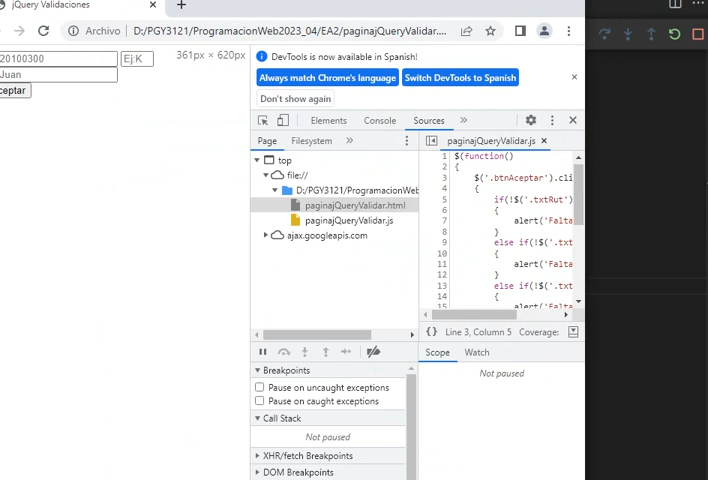 jQuery Validaciones
Archivo | D:/PGY3121/ProgramacionWeb2023_04/EA2/paginajQueryValidar....
20100300 Ej:K
361px × 620px
Juan
ceptar
DevTools is now available in Spanish!
Always match Chrome's language Switch DevTools to Spanish
Don't show again
Elements Console Sources
Page Filesystem
paginajQueryValidar.js
top
file://
D:/PGY3121/ProgramacionWeb
paginajQueryValidar.html
paginajQueryValidar.js
ajax.googleapis.com
1 $(function()
2 {
3 $('.btnAceptar').cli
4 {
5 if(!$('.txtRut')
6 {
7 alert('Falta
8 }
9 else if(!$('.txt
10 {
11 alert('Falta
12 }
13 else if(!$('.txt
14 {
15 alert('Falta
{} Line 3, Column 5 Coverage:
Scope Watch
Not paused
Breakpoints
Pause on uncaught exceptions
Pause on caught exceptions
Call Stack
Not paused
XHR/fetch Breakpoints
DOM Breakpoints